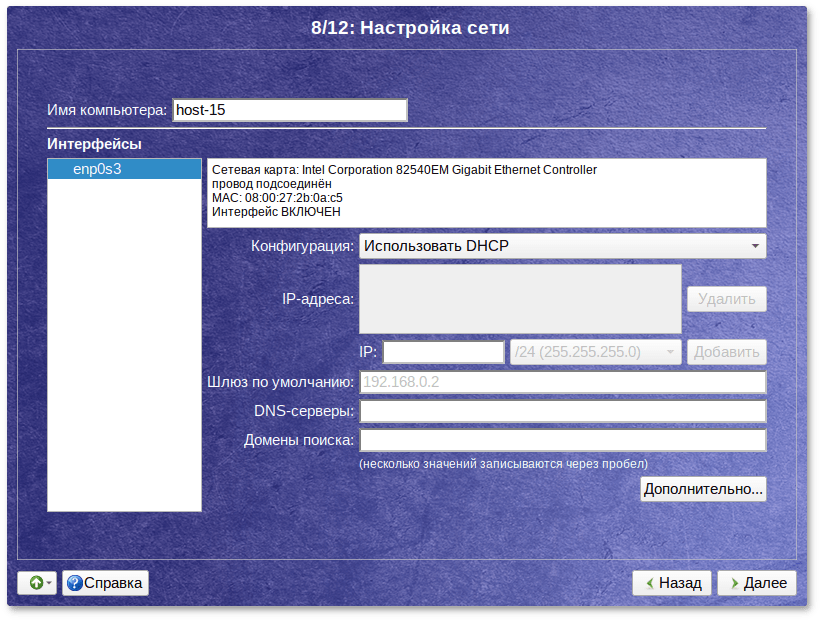 8/12: Настройка сети
Имя компьютера: host-15
Интерфейсы
enp0s3
Сетевая карта: Intel Corporation 82540EM Gigabit Ethernet Controller
провод подсоединён
MAC: 08:00:27:2b:0a:c5
Интерфейс ВКЛЮЧЕН
Конфигурация: Использовать DHCP
IP-адреса: Удалить
IP: /24 (255.255.255.0) Добавить
Шлюз по умолчанию: 192.168.0.2
DNS-серверы:
Домены поиска:
(несколько значений записываются через пробел)
Дополнительно...
Справка Назад Далее